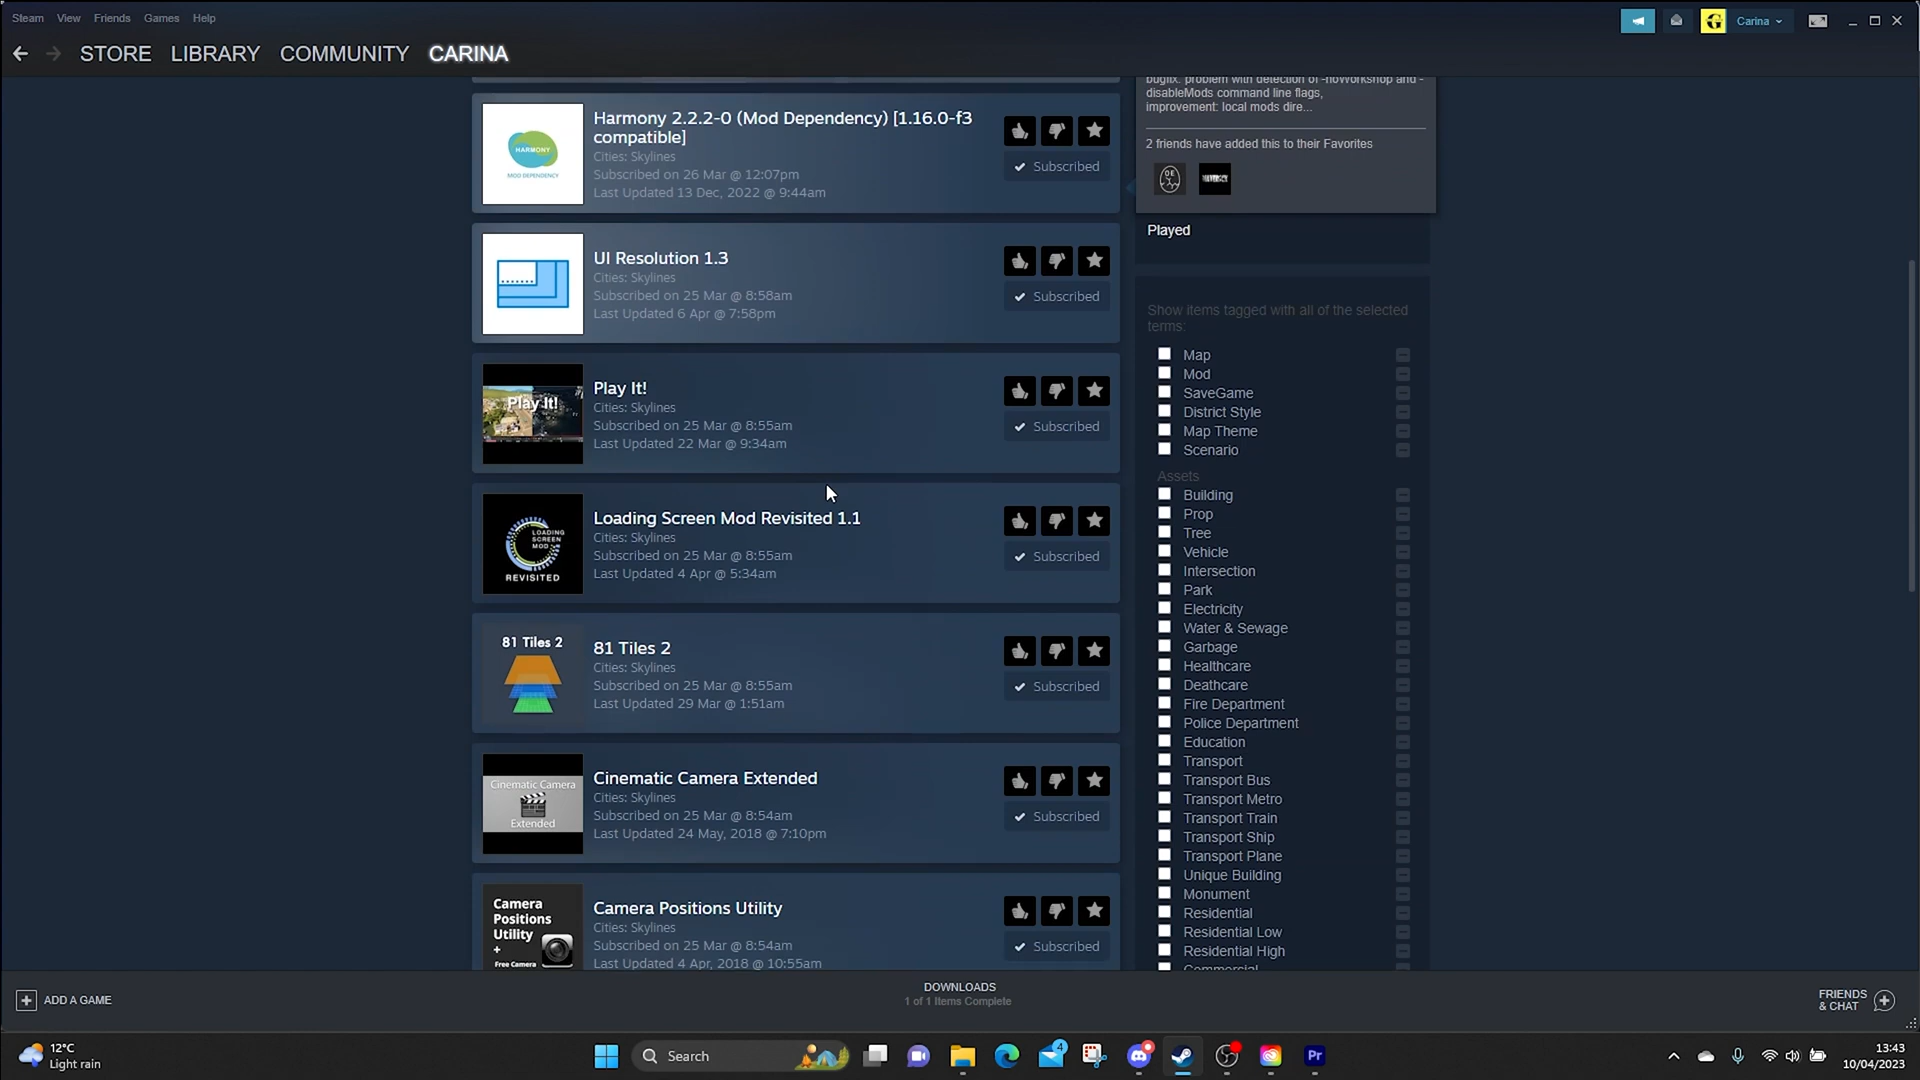 Steam View Friends Games Help
Carina
STORE LIBRARY COMMUNITY CARINA
bugfix: problem with detection of -noWorkshop and -
disableMods command line flags,
improvement: local mods dire...
2 friends have added this to their Favorites
Played
HARMONY
MOD DEPENDENCY
Harmony 2.2.2-0 (Mod Dependency) [1.16.0-f3
compatible]
Cities: Skylines
Subscribed on 26 Mar @ 12:07pm
Last Updated 13 Dec, 2022 @ 9:44am
Subscribed
UI Resolution 1.3
Cities: Skylines
Subscribed on 25 Mar @ 8:58am
Last Updated 6 Apr @ 7:58pm
Subscribed
Play It!
Play It!
Cities: Skylines
Subscribed on 25 Mar @ 8:55am
Last Updated 22 Mar @ 9:34am
Subscribed
LOADING
SCREEN
MOD
REVISITED
Loading Screen Mod Revisited 1.1
Cities: Skylines
Subscribed on 25 Mar @ 8:55am
Last Updated 4 Apr @ 5:34am
Subscribed
81 Tiles 2
81 Tiles 2
Cities: Skylines
Subscribed on 25 Mar @ 8:55am
Last Updated 29 Mar @ 1:51am
Subscribed
Cinematic Camera
Extended
Cinematic Camera Extended
Cities: Skylines
Subscribed on 25 Mar @ 8:54am
Last Updated 24 May, 2018 @ 7:10pm
Subscribed
Camera
Positions
Utility
+
Free Camera
Camera Positions Utility
Cities: Skylines
Subscribed on 25 Mar @ 8:54am
Last Updated 4 Apr, 2018 @ 10:55am
Subscribed
Show items tagged with all of the selected
terms:
Map
Mod
SaveGame
District Style
Map Theme
Scenario
Assets
Building
Prop
Tree
Vehicle
Intersection
Park
Electricity
Water & Sewage
Garbage
Healthcare
Deathcare
Fire Department
Police Department
Education
Transport
Transport Bus
Transport Metro
Transport Train
Transport Ship
Transport Plane
Unique Building
Monument
Residential
Residential Low
Residential High
Commercial
ADD A GAME
DOWNLOADS
1 of 1 Items Complete
FRIENDS
& CHAT
12°C
Light rain
Search
4
Pr
13:43
10/04/2023